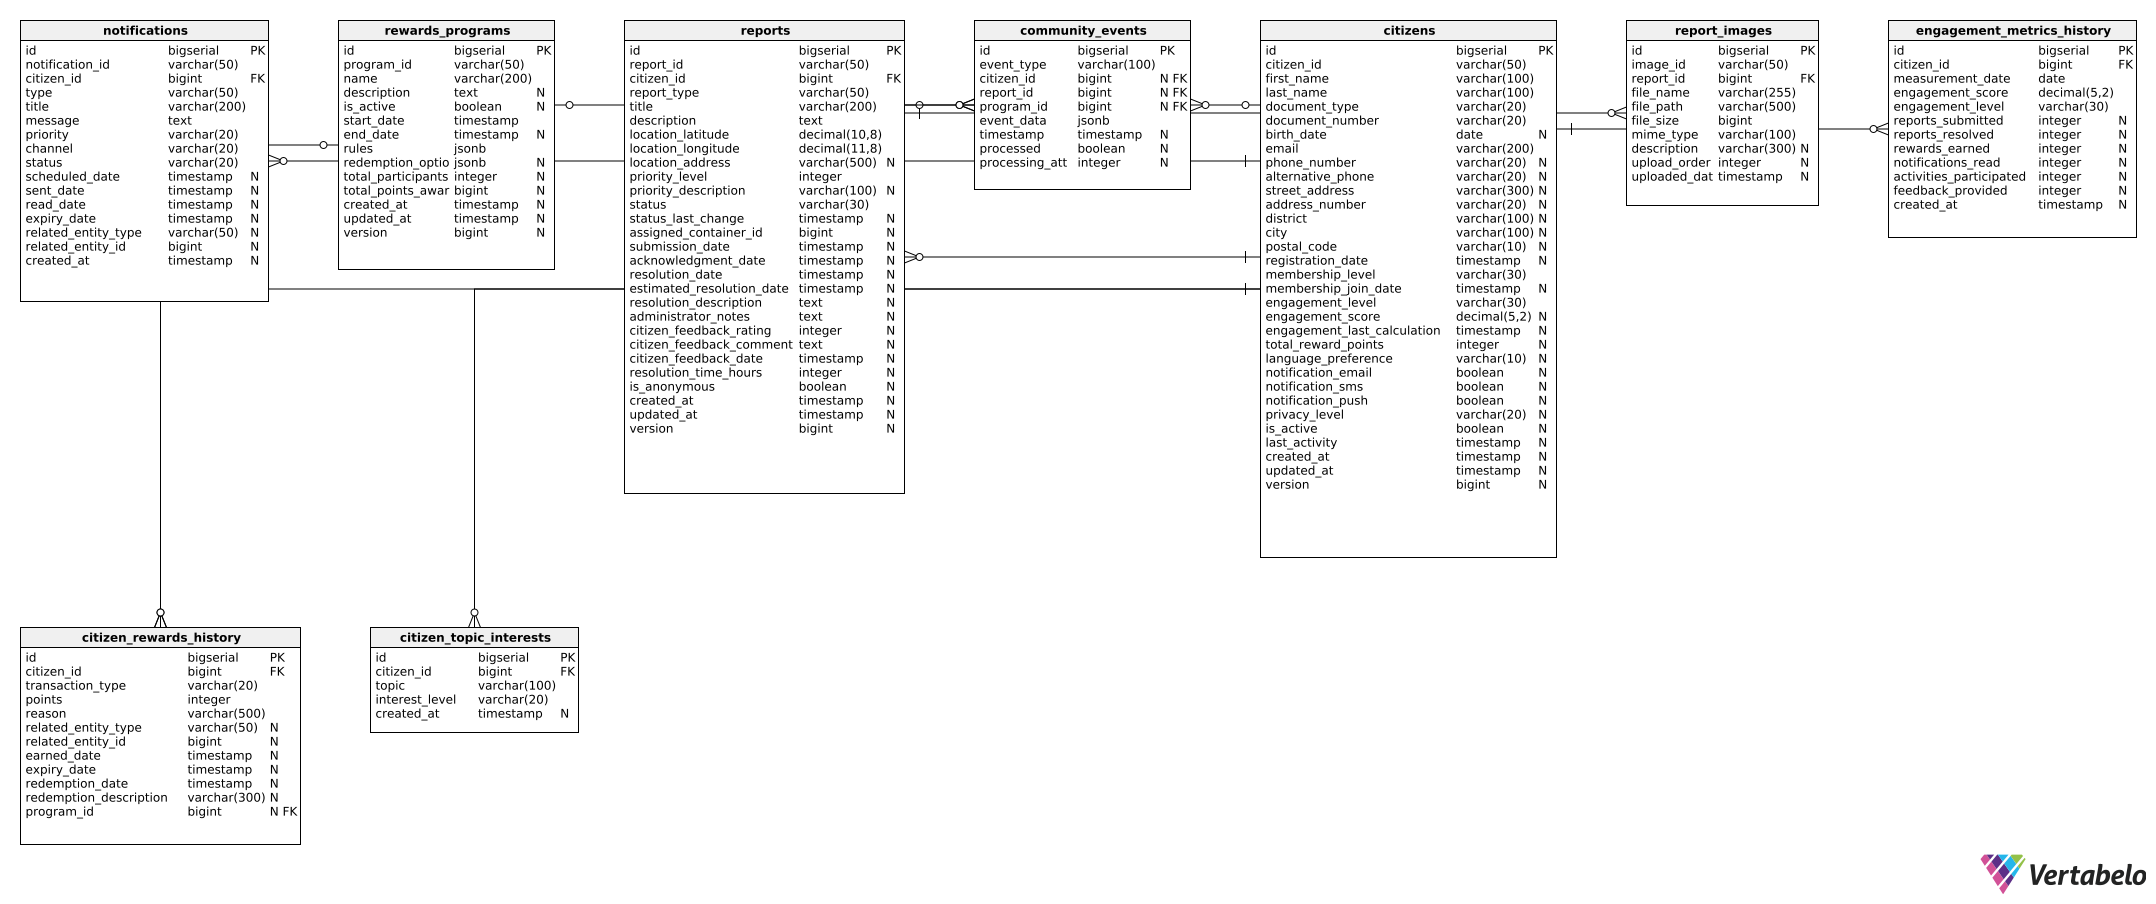 notifications
id bigserial PK
notification_id varchar(50)
citizen_id bigint FK
type varchar(50)
title varchar(200)
message text
priority varchar(20)
channel varchar(20)
status varchar(20)
scheduled_date timestamp N
sent_date timestamp N
read_date timestamp N
expiry_date timestamp N
related_entity_type varchar(50) N
related_entity_id bigint N
created_at timestamp N
rewards_programs
id bigserial PK
program_id varchar(50)
name varchar(200)
description text N
is_active boolean N
start_date timestamp
end_date timestamp N
rules jsonb
redemption_optio jsonb N
total_participants integer N
total_points_awar bigint N
created_at timestamp N
updated_at timestamp N
version bigint N
reports
id bigserial PK
report_id varchar(50)
citizen_id bigint FK
report_type varchar(50)
title varchar(200)
description text
location_latitude decimal(10,8)
location_longitude decimal(11,8)
location_address varchar(500) N
priority_level integer
priority_description varchar(100) N
status varchar(30)
status_last_change timestamp N
assigned_container_id bigint N
submission_date timestamp N
acknowledgment_date timestamp N
resolution_date timestamp N
estimated_resolution_date timestamp N
resolution_description text N
administrator_notes text N
citizen_feedback_rating integer N
citizen_feedback_comment text N
citizen_feedback_date timestamp N
resolution_time_hours integer N
is_anonymous boolean N
created_at timestamp N
updated_at timestamp N
version bigint N
community_events
id bigserial PK
event_type varchar(100)
citizen_id bigint N FK
report_id bigint N FK
program_id bigint N FK
event_data jsonb
timestamp timestamp N
processed boolean N
processing_att integer N
citizens
id bigserial PK
citizen_id varchar(50)
first_name varchar(100)
last_name varchar(100)
document_type varchar(20)
document_number varchar(20)
birth_date date N
email varchar(200)
phone_number varchar(20) N
alternative_phone varchar(20) N
street_address varchar(300) N
address_number varchar(20) N
district varchar(100) N
city varchar(100) N
postal_code varchar(10) N
registration_date timestamp N
membership_level varchar(30)
membership_join_date timestamp N
engagement_level varchar(30)
engagement_score decimal(5,2) N
engagement_last_calculation timestamp N
total_reward_points integer N
language_preference varchar(10) N
notification_email boolean N
notification_sms boolean N
notification_push boolean N
privacy_level varchar(20) N
is_active boolean N
last_activity timestamp N
created_at timestamp N
updated_at timestamp N
version bigint N
report_images
id bigserial PK
image_id varchar(50)
report_id bigint FK
file_name varchar(255)
file_path varchar(500)
file_size bigint
mime_type varchar(100)
description varchar(300) N
upload_order integer N
uploaded_dat timestamp N
engagement_metrics_history
id bigserial PK
citizen_id bigint FK
measurement_date date
engagement_score decimal(5,2)
engagement_level varchar(30)
reports_submitted integer N
reports_resolved integer N
rewards_earned integer N
notifications_read integer N
activities_participated integer N
feedback_provided integer N
created_at timestamp N
citizen_rewards_history
id bigserial PK
citizen_id bigint FK
transaction_type varchar(20)
points integer
reason varchar(500)
related_entity_type varchar(50) N
related_entity_id bigint N
earned_date timestamp N
expiry_date timestamp N
redemption_date timestamp N
redemption_description varchar(300) N
program_id bigint N FK
citizen_topic_interests
id bigserial PK
citizen_id bigint FK
topic varchar(100)
interest_level varchar(20)
created_at timestamp N
Vertabelo